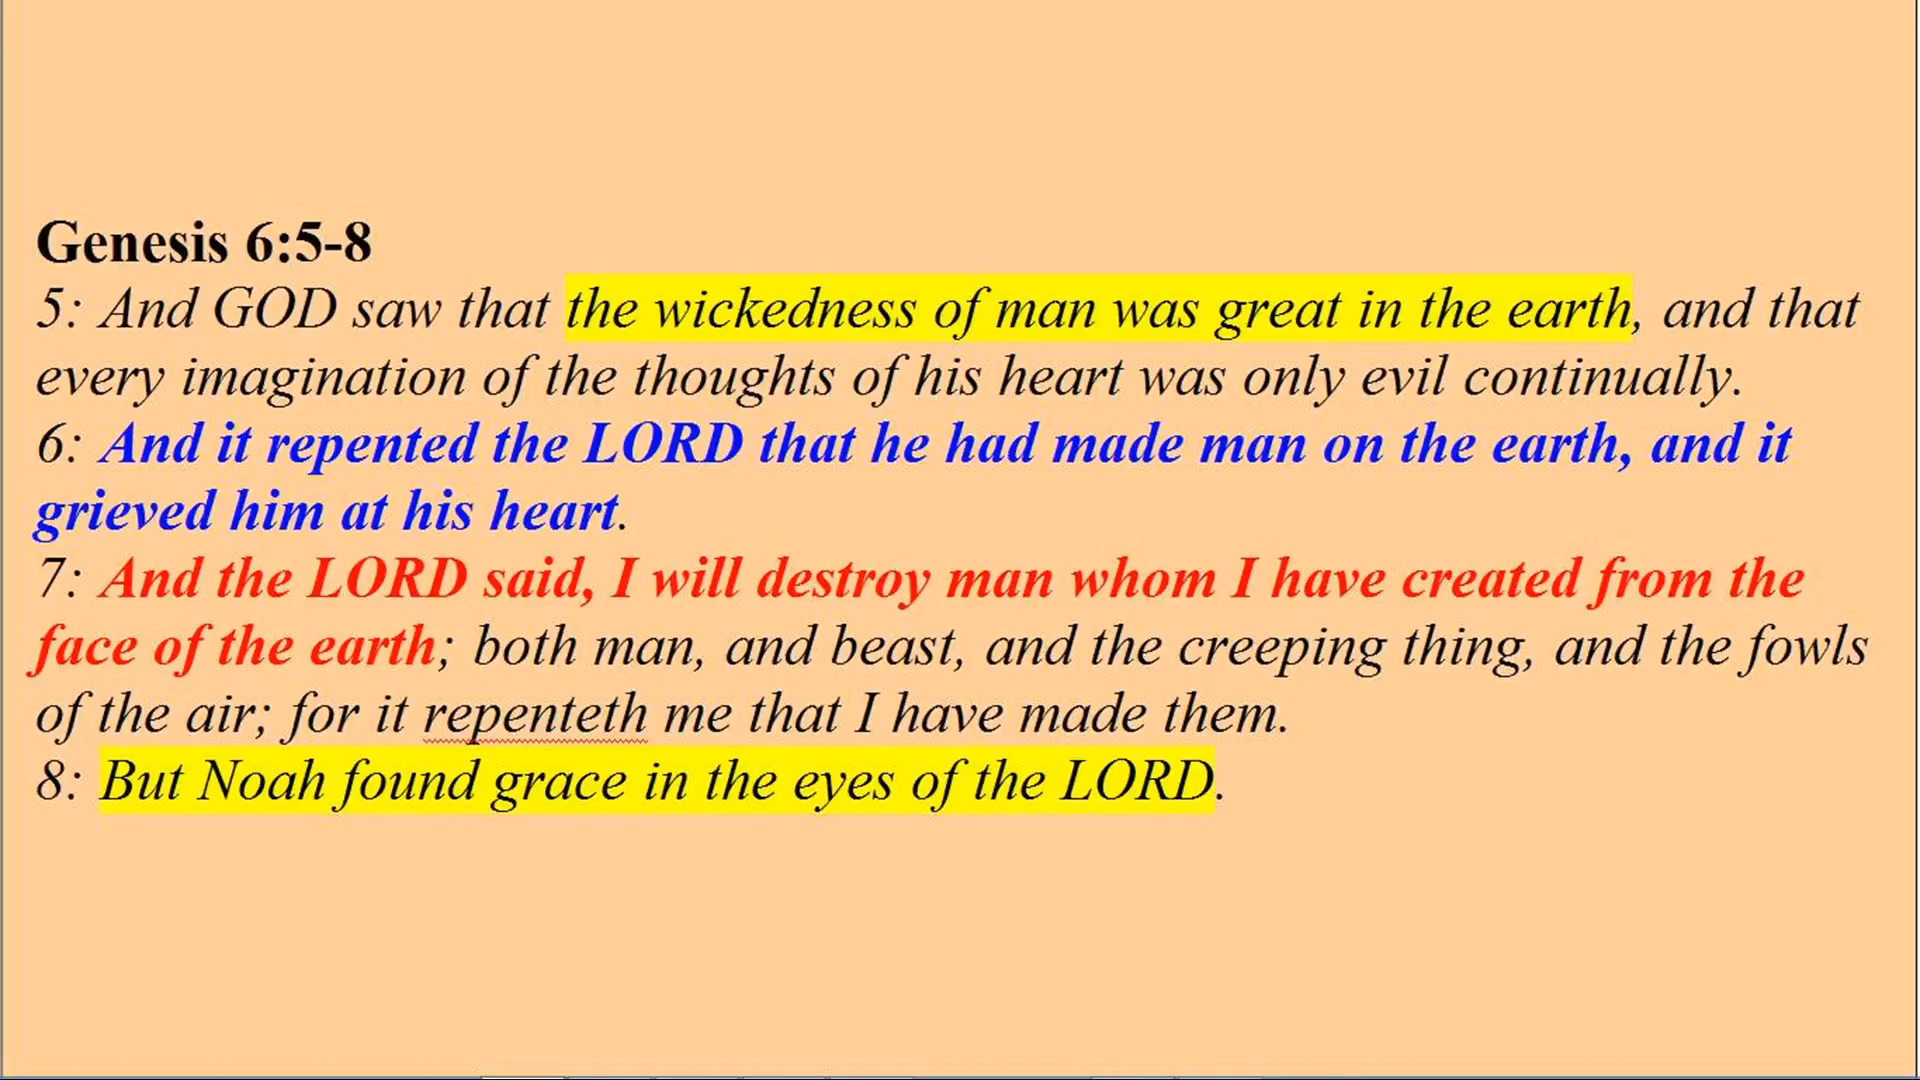 Genesis 6:5-8
5: And GOD saw that the wickedness of man was great in the earth, and that
every imagination of the thoughts of his heart was only evil continually.
6: And it repented the LORD that he had made man on the earth, and it
grieved him at his heart.
7: And the LORD said, I will destroy man whom I have created from the
face of the earth; both man, and beast, and the creeping thing, and the fowls
of the air; for it repenteth me that I have made them.
8: But Noah found grace in the eyes of the LORD.